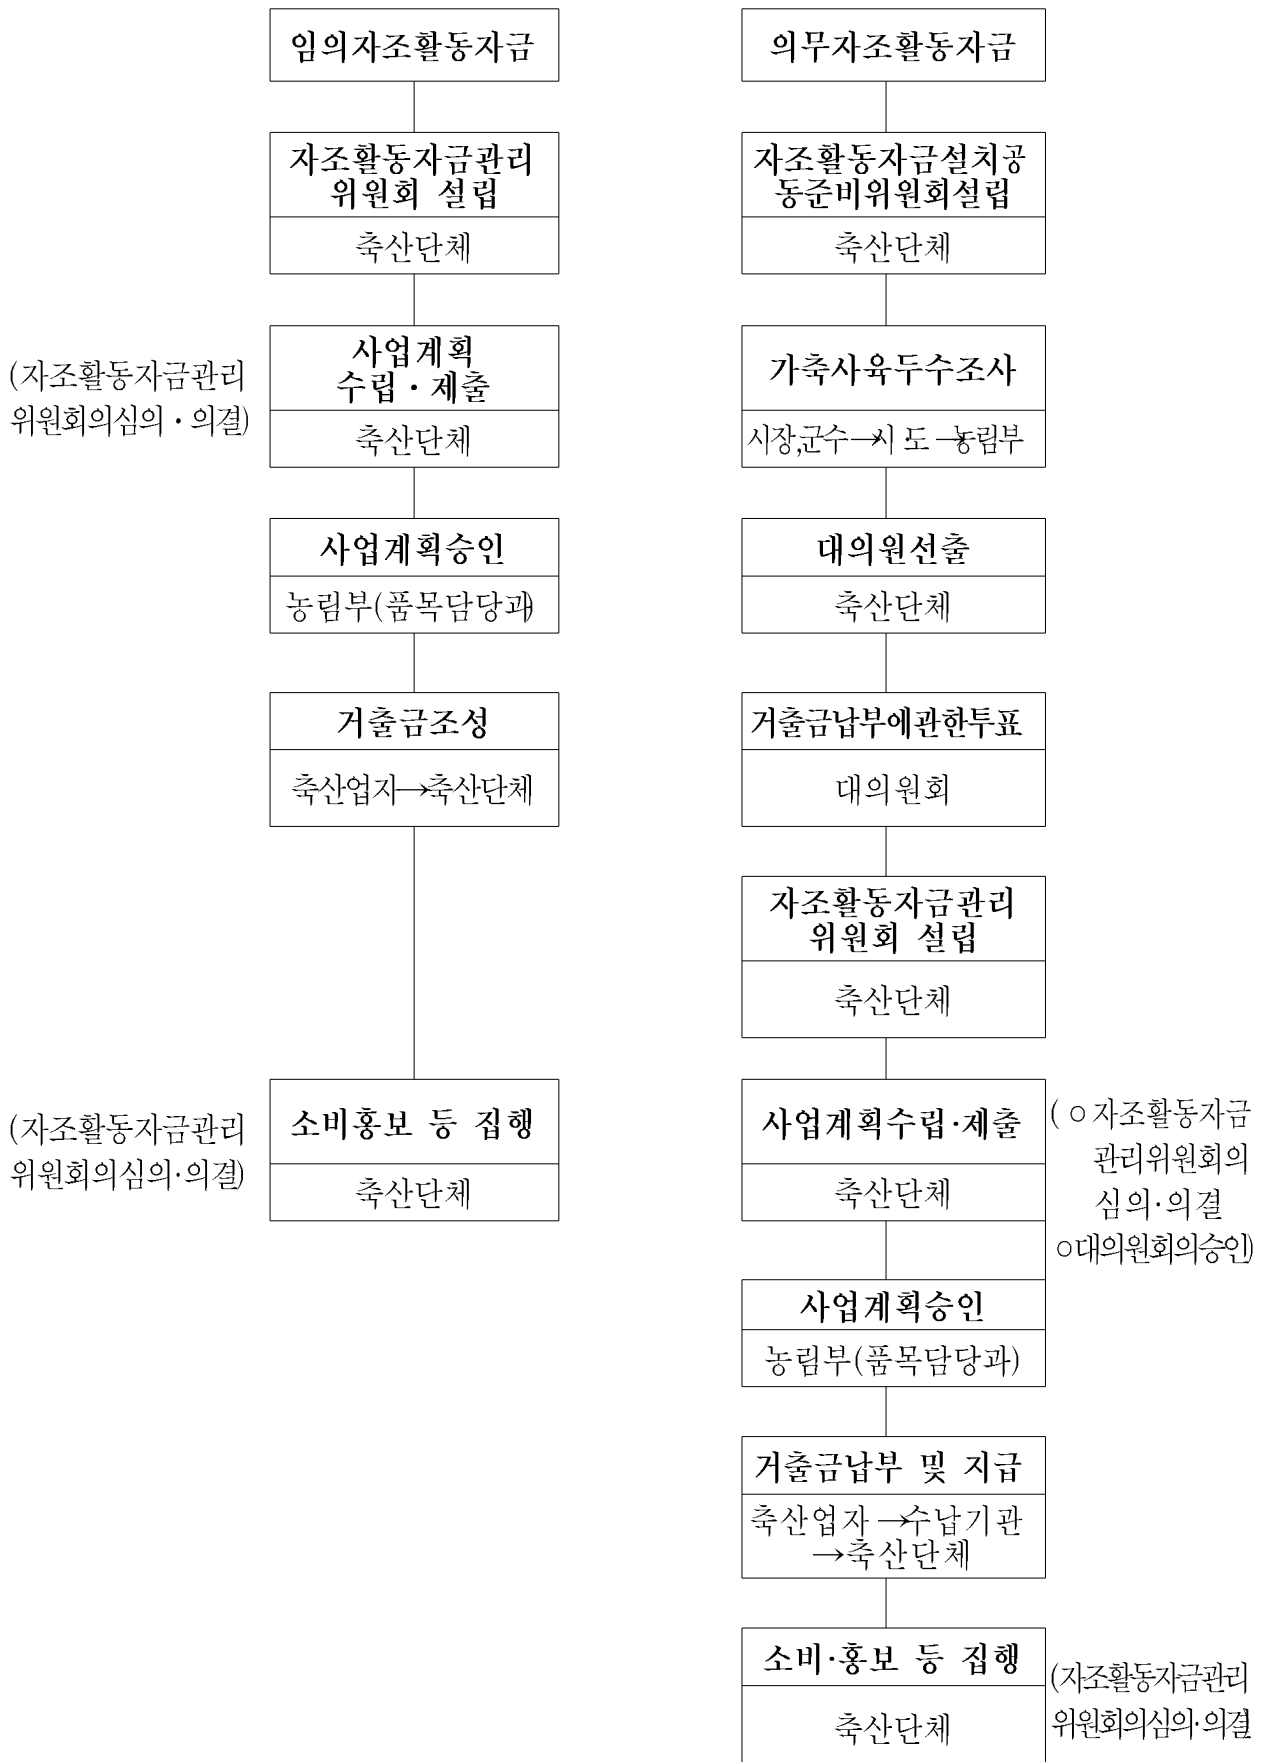 임의자조활동자금
자조활동자금관리
위원회 설립
축산단체
(자조활동자금관리
위원회의심의·의결)
사업계획
수립·제출
축산단체
사업계획승인
농림부(품목담당과)
거출금조성
축산업자→축산단체
(자조활동자금관리
위원회의심의·의결)
소비홍보 등 집행
축산단체
의무자조활동자금
자조활동자금설치공
동준비위원회설립
축산단체
가축사육두수조사
시장,군수→시·도→농림부
대의원선출
축산단체
거출금납부에관한투표
대의원회
자조활동자금관리
위원회 설립
축산단체
사업계획수립·제출
축산단체
( ○자조활동자금
관리위원회의
심의·의결
○대의원회의승인)
사업계획승인
농림부(품목담당과)
거출금납부 및 지급
축산업자→수납기관
→축산단체
소비·홍보 등 집행
축산단체
(자조활동자금관리
위원회의심의·의결